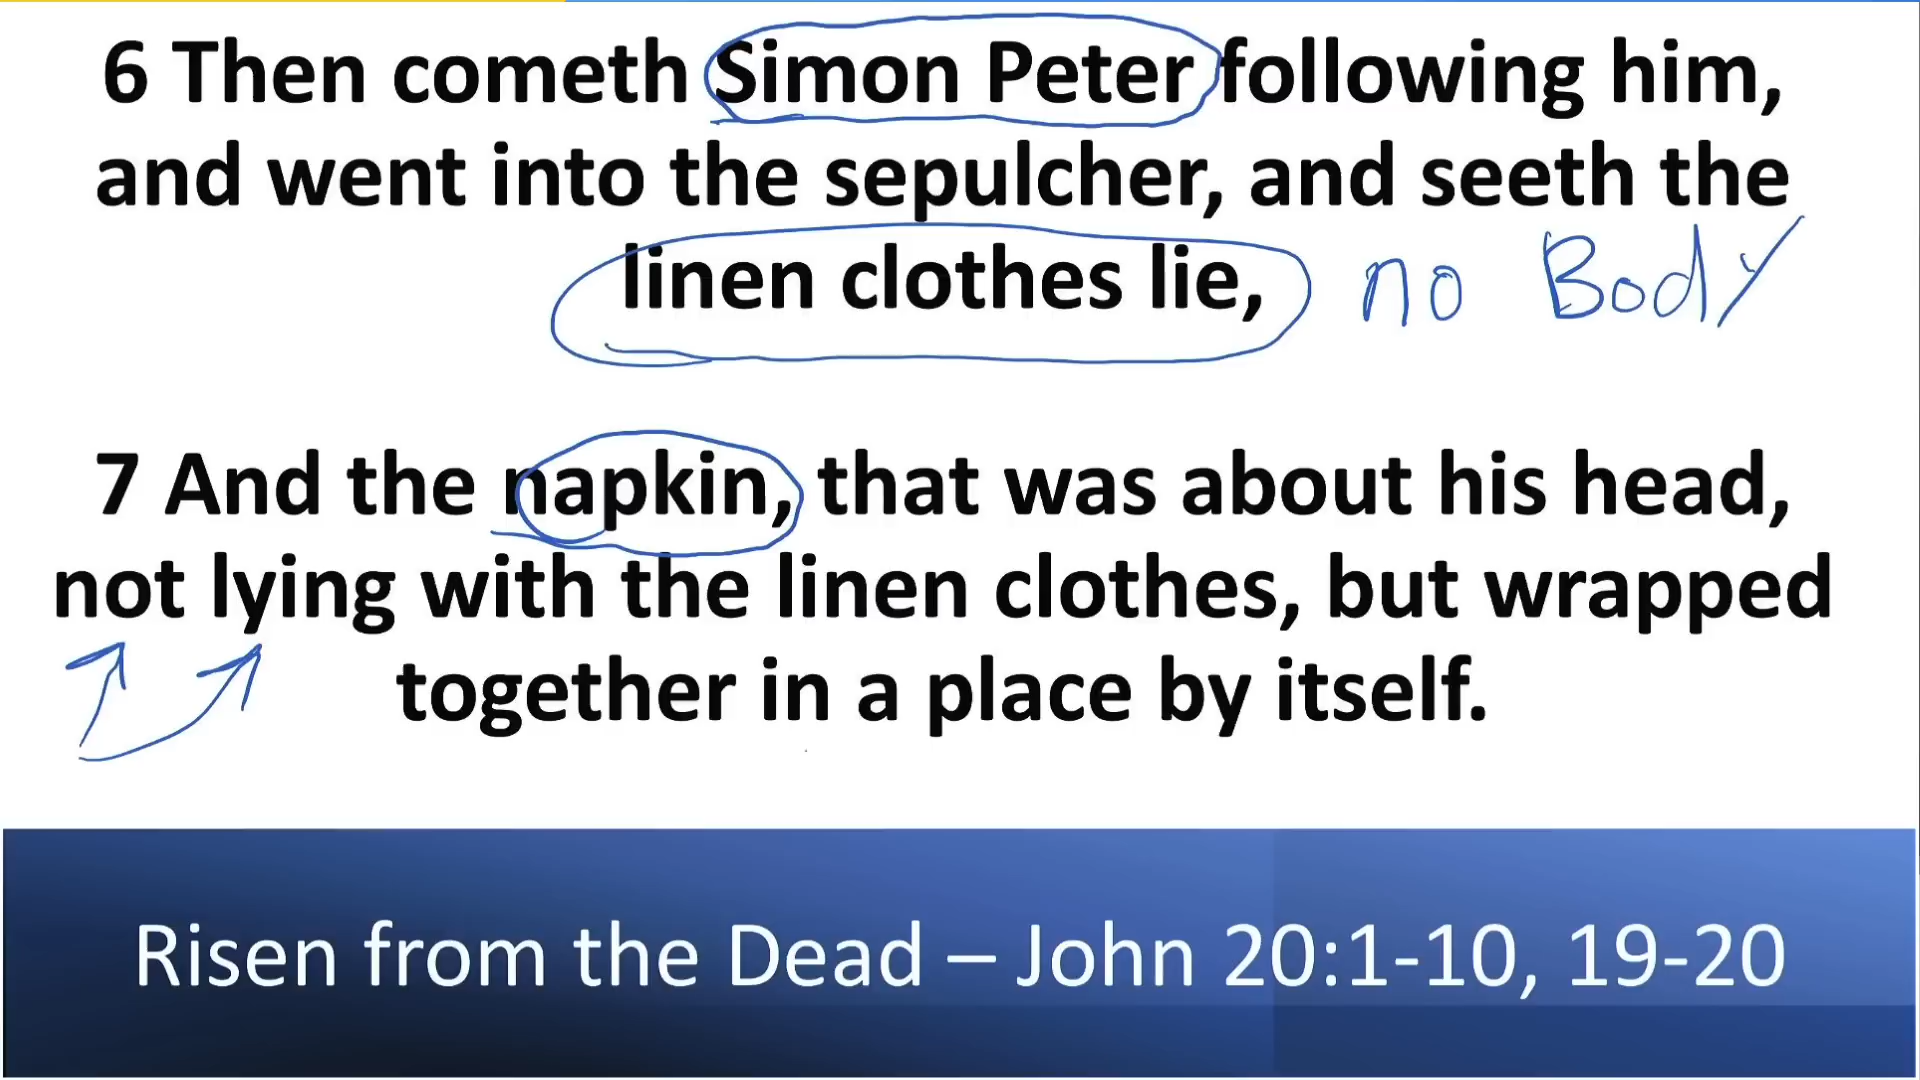 6 Then cometh Simon Peter following him,
and went into the sepulcher, and seeth the
linen clothes lie, no Body
7 And the napkin, that was about his head,
not lying with the linen clothes, but wrapped
together in a place by itself.
Risen from the Dead – John 20:1-10, 19-20